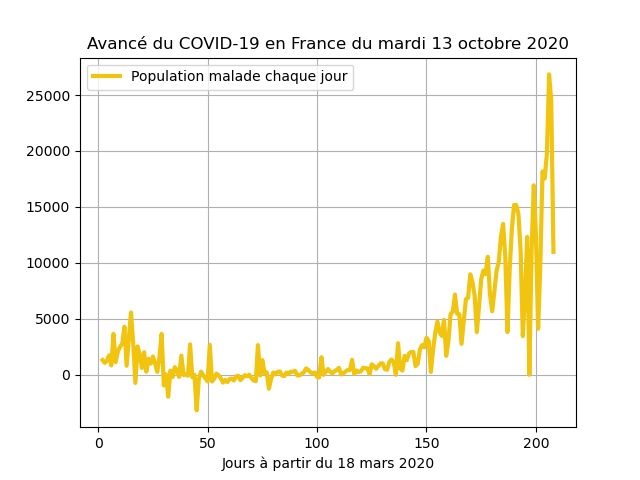 Avancé du COVID-19 en France du mardi 13 octobre 2020
Population malade chaque jour
25000
20000
15000
10000
5000
0
0 50 100 150 200
Jours à partir du 18 mars 2020